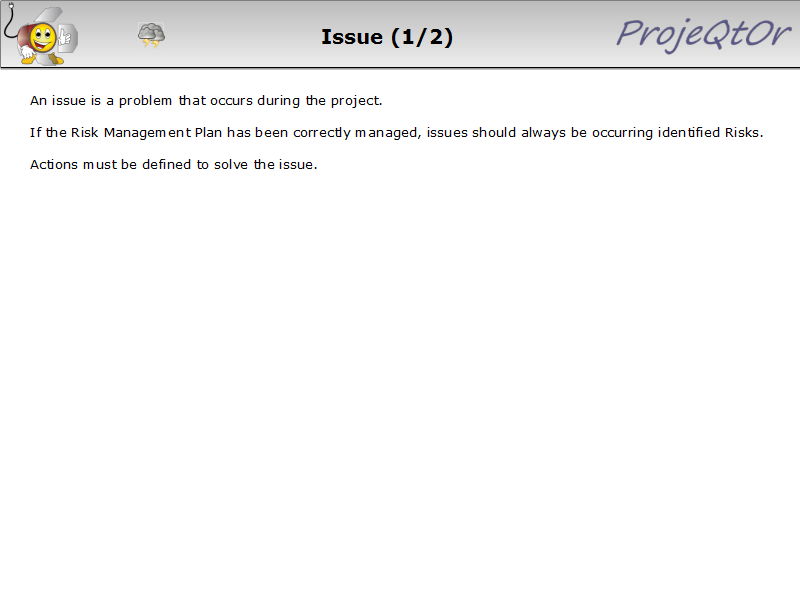 Issue (1/2)
ProjeQtOr
An issue is a problem that occurs during the project.
If the Risk Management Plan has been correctly managed, issues should always be occurring identified Risks.
Actions must be defined to solve the issue.